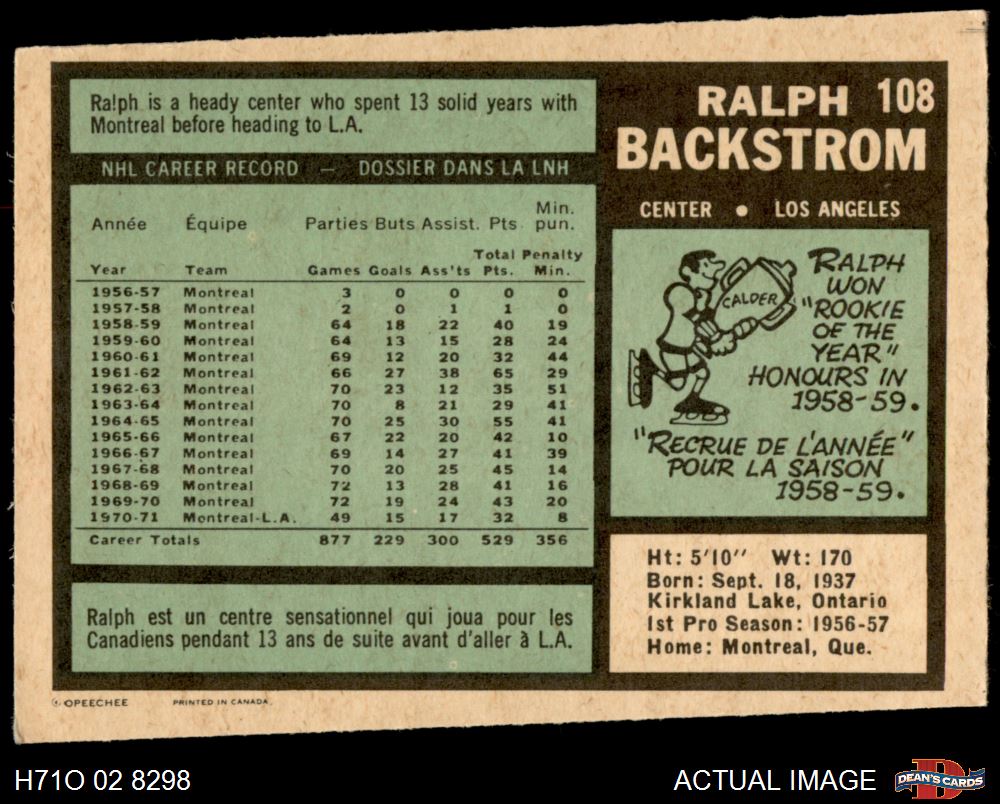 Ralph is a heady center who spent 13 solid years with
Montreal before heading to L.A.
NHL CAREER RECORD — DOSSIER DANS LA LNH
Année Équipe Parties Buts Assist. Pts. Min. pun.
Year Team Games Goals Ass'ts Total Pts. Penalty Min.
1956-57 Montreal 3 0 0 0 0
1957-58 Montreal 2 0 1 1 0
1958-59 Montreal 64 18 22 40 19
1959-60 Montreal 64 13 15 28 24
1960-61 Montreal 69 12 20 32 44
1961-62 Montreal 66 27 38 65 29
1962-63 Montreal 70 23 12 35 51
1963-64 Montreal 70 8 21 29 41
1964-65 Montreal 70 25 30 55 41
1965-66 Montreal 67 22 20 42 10
1966-67 Montreal 69 14 27 41 39
1967-68 Montreal 70 20 25 45 14
1968-69 Montreal 72 13 28 41 16
1969-70 Montreal 72 19 24 43 20
1970-71 Montreal-L.A. 49 15 17 32 8
Career Totals 877 229 300 529 356
Ralph est un centre sensationnel qui joua pour les
Canadiens pendant 13 ans de suite avant d'aller à L.A.
RALPH 108
BACKSTROM
CENTER • LOS ANGELES
CALDER
RALPH
WON
"ROOKIE
OF THE
YEAR"
HONOURS IN
1958-59.
"RECRUE DE L'ANNÉE"
POUR LA SAISON
1958-59.
Ht: 5'10'' Wt: 170
Born: Sept. 18, 1937
Kirkland Lake, Ontario
1st Pro Season: 1956-57
Home: Montreal, Que.
© OPEECHEE PRINTED IN CANADA
H71O 02 8298
ACTUAL IMAGE
DEAN'S CARDS